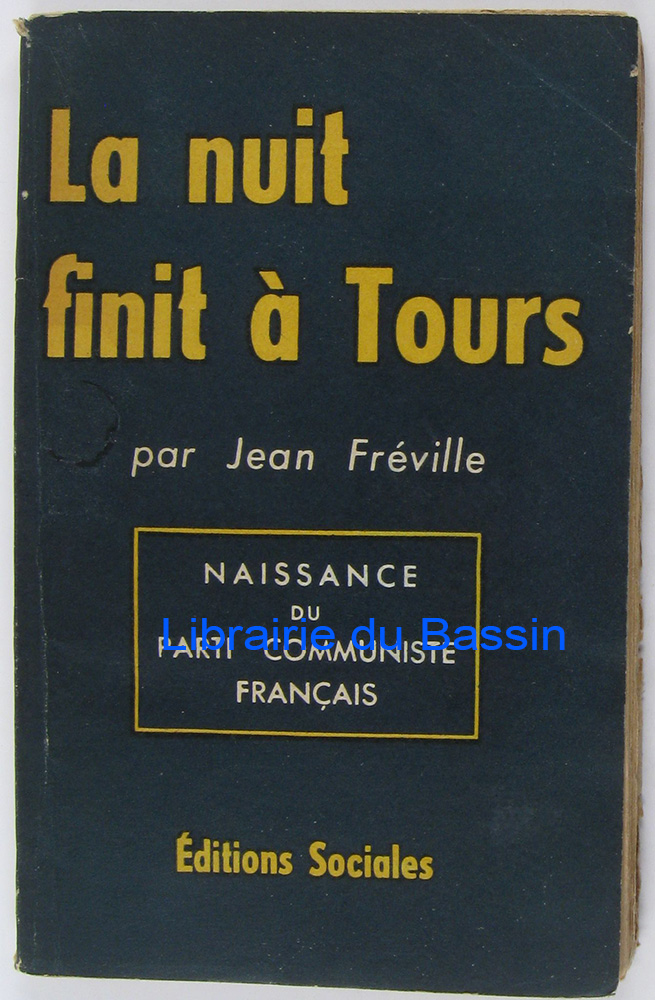 La nuit
finit à Tours
par Jean Fréville
NAISSANCE
DU
PARTI COMMUNISTE
Librairie du Bassin
FRANÇAIS
Éditions Sociales